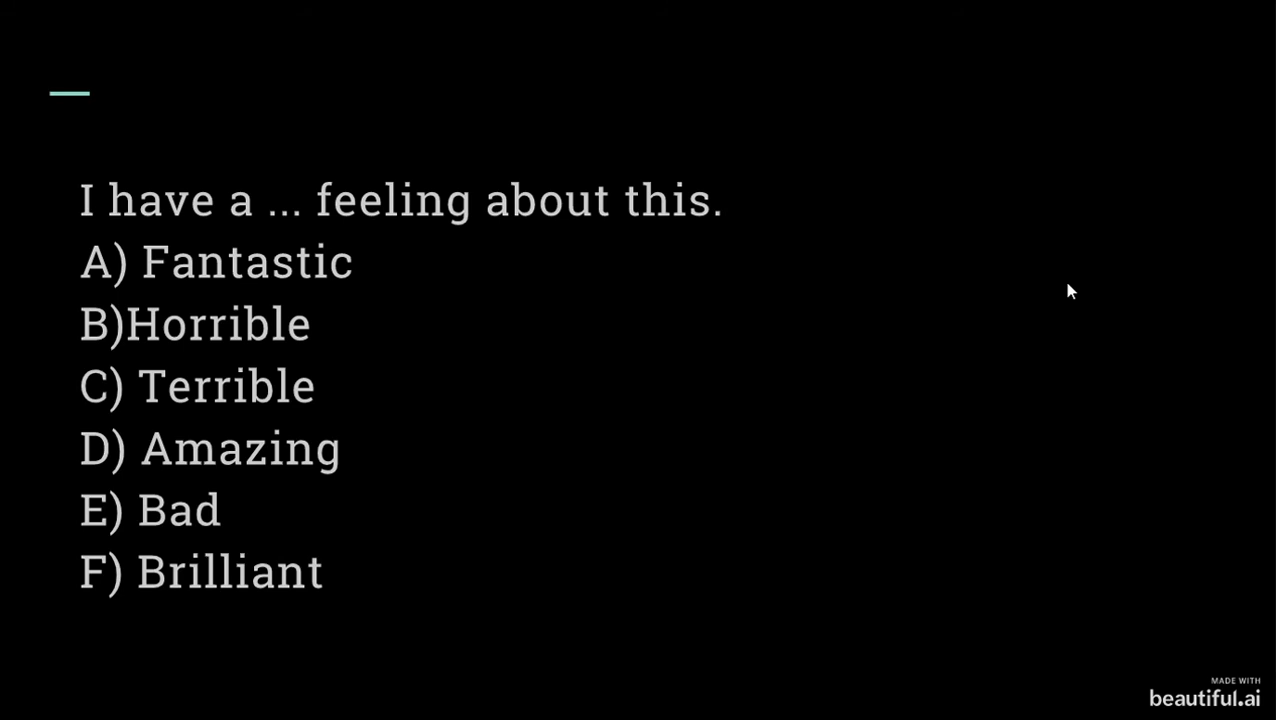 I have a ... feeling about this.
A) Fantastic
B)Horrible
C) Terrible
D) Amazing
E) Bad
F) Brilliant
MADE WITH
beautiful.ai